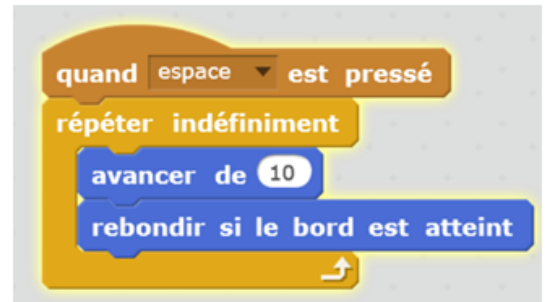 quand espace est pressé
répéter indéfiniment
avancer de 10
rebondir si le bord est atteint